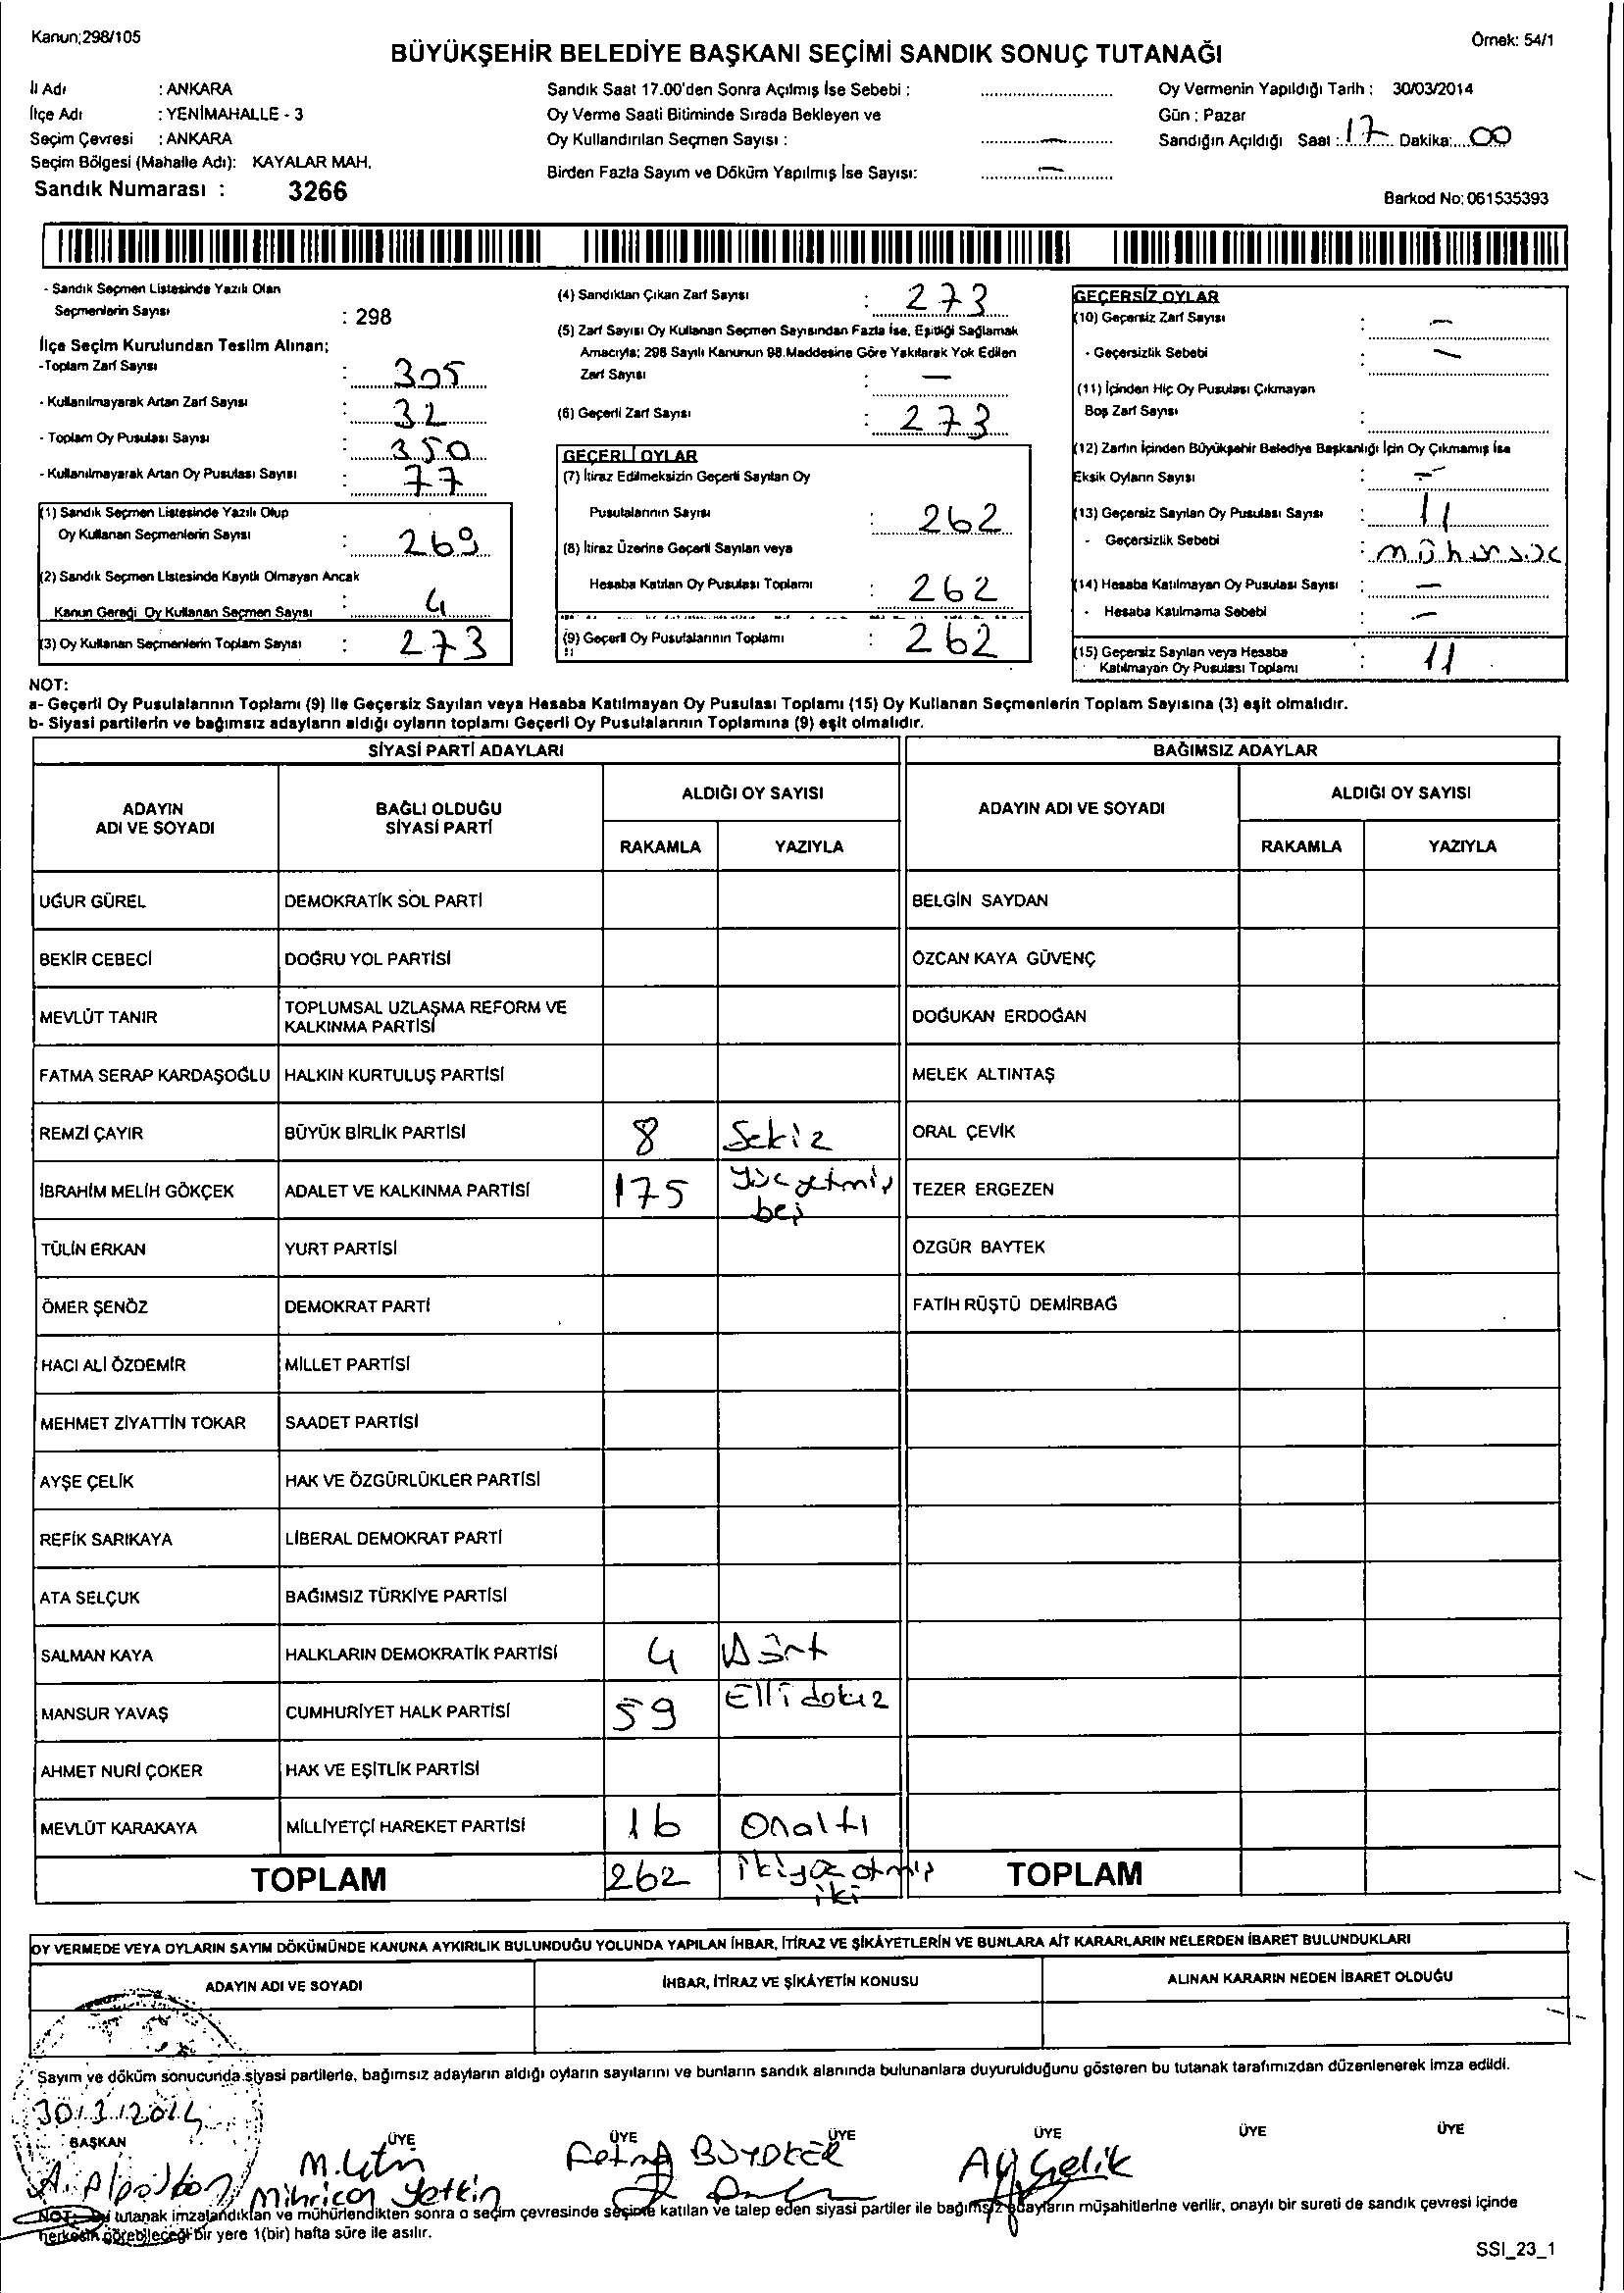 Kanun;298/105
Örnek: 54/1
BÜYÜKŞEHİR BELEDİYE BAŞKANI SEÇİMİ SANDIK SONUÇ TUTANAĞI
İl Adı : ANKARA
İlçe Adı : YENİMAHALLE - 3
Seçim Çevresi : ANKARA
Seçim Bölgesi (Mahalle Adı): KAYALAR MAH.
Sandık Numarası : 3266
Sandık Saat 17.00'den Sonra Açılmış İse Sebebi :
Oy Verme Saati Bitiminde Sırada Bekleyen ve
Oy Kullandırılan Seçmen Sayısı : —
Birden Fazla Sayım ve Döküm Yapılmış İse Sayısı: —
Oy Vermenin Yapıldığı Tarih : 30/03/2014
Gün : Pazar
Sandığın Açıldığı Saat : 17 Dakika: 00
Barkod No: 061535393
- Sandık Seçmen Listesinde Yazılı Olan
Seçmenlerin Sayısı : 298
İlçe Seçim Kurulundan Teslim Alınan;
-Toplam Zarf Sayısı : 305
- Kullanılmayarak Artan Zarf Sayısı : 32
- Toplam Oy Pusulası Sayısı : 350
- Kullanılmayarak Artan Oy Pusulası Sayısı : 77
(1) Sandık Seçmen Listesinde Yazılı Olup
Oy Kullanan Seçmenlerin Sayısı : 269
(2) Sandık Seçmen Listesinde Kayıtlı Olmayan Ancak
Kanun Gereği Oy Kullanan Seçmen Sayısı : 4
(3) Oy Kullanan Seçmenlerin Toplam Sayısı : 273
(4) Sandıktan Çıkan Zarf Sayısı : 273
(5) Zarf Sayısı Oy Kullanan Seçmen Sayısından Fazla İse, Eşitliği Sağlamak
Amacıyla; 298 Sayılı Kanunun 98.Maddesine Göre Yakılarak Yok Edilen
Zarf Sayısı : —
(6) Geçerli Zarf Sayısı : 273
GEÇERLİ OYLAR
(7) İtiraz Edilmeksizin Geçerli Sayılan Oy
Pusulalarının Sayısı : 262
(8) İtiraz Üzerine Geçerli Sayılan veya
Hesaba Katılan Oy Pusulası Toplamı : 262
(9) Geçerli Oy Pusulalarının Toplamı : 262
GEÇERSİZ OYLAR
(10) Geçersiz Zarf Sayısı : —
- Geçersizlik Sebebi : —
(11) İçinden Hiç Oy Pusulası Çıkmayan
Boş Zarf Sayısı :
(12) Zarfın İçinden Büyükşehir Belediye Başkanlığı İçin Oy Çıkmamış İse
Eksik Oyların Sayısı : —
(13) Geçersiz Sayılan Oy Pusulası Sayısı : 11
- Geçersizlik Sebebi : mühürsüz
(14) Hesaba Katılmayan Oy Pusulası Sayısı : —
- Hesaba Katılmama Sebebi : —
(15) Geçersiz Sayılan veya Hesaba
Katılmayan Oy Pusulası Toplamı : 11
NOT:
a- Geçerli Oy Pusulalarının Toplamı (9) ile Geçersiz Sayılan veya Hesaba Katılmayan Oy Pusulası Toplamı (15) Oy Kullanan Seçmenlerin Toplam Sayısına (3) eşit olmalıdır.
b- Siyasi partilerin ve bağımsız adayların aldığı oyların toplamı Geçerli Oy Pusulalarının Toplamına (9) eşit olmalıdır.
SİYASİ PARTİ ADAYLARI
BAĞIMSIZ ADAYLAR
ADAYIN
ADI VE SOYADI
BAĞLI OLDUĞU
SİYASİ PARTİ
ALDIĞI OY SAYISI
RAKAMLA YAZIYLA
ADAYIN ADI VE SOYADI
ALDIĞI OY SAYISI
RAKAMLA YAZIYLA
UĞUR GÜREL DEMOKRATİK SOL PARTİ BELGİN SAYDAN
BEKİR CEBECİ DOĞRU YOL PARTİSİ ÖZCAN KAYA GÜVENÇ
MEVLÜT TANIR TOPLUMSAL UZLAŞMA REFORM VE
KALKINMA PARTİSİ DOĞUKAN ERDOĞAN
FATMA SERAP KARDAŞOĞLU HALKIN KURTULUŞ PARTİSİ MELEK ALTINTAŞ
REMZİ ÇAYIR BÜYÜK BİRLİK PARTİSİ 8 Sekiz ORAL ÇEVİK
İBRAHİM MELİH GÖKÇEK ADALET VE KALKINMA PARTİSİ 175 yüzyetmiş
beş TEZER ERGEZEN
TÜLİN ERKAN YURT PARTİSİ ÖZGÜR BAYTEK
ÖMER ŞENÖZ DEMOKRAT PARTİ FATİH RÜŞTÜ DEMİRBAĞ
HACI ALİ ÖZDEMİR MİLLET PARTİSİ
MEHMET ZİYATTİN TOKAR SAADET PARTİSİ
AYŞE ÇELİK HAK VE ÖZGÜRLÜKLER PARTİSİ
REFİK SARIKAYA LİBERAL DEMOKRAT PARTİ
ATA SELÇUK BAĞIMSIZ TÜRKİYE PARTİSİ
SALMAN KAYA HALKLARIN DEMOKRATİK PARTİSİ 4 Dört
MANSUR YAVAŞ CUMHURİYET HALK PARTİSİ 59 Elli dokuz
AHMET NURİ ÇOKER HAK VE EŞİTLİK PARTİSİ
MEVLÜT KARAKAYA MİLLİYETÇİ HAREKET PARTİSİ 16 Onaltı
TOPLAM 262 ikiyüz atmış
iki TOPLAM
OY VERMEDE VEYA OYLARIN SAYIM DÖKÜMÜNDE KANUNA AYKIRILIK BULUNDUĞU YOLUNDA YAPILAN İHBAR, İTİRAZ VE ŞİKÂYETLERİN VE BUNLARA AİT KARARLARIN NELERDEN İBARET BULUNDUKLARI
ADAYIN ADI VE SOYADI İHBAR, İTİRAZ VE ŞİKÂYETİN KONUSU ALINAN KARARIN NEDEN İBARET OLDUĞU
Sayım ve döküm sonucunda siyasi partilerle, bağımsız adayların aldığı oyların sayılarını ve bunların sandık alanında bulunanlara duyurulduğunu gösteren bu tutanak tarafımızdan düzenlenerek imza edildi.
30/3/2014
BAŞKAN ÜYE ÜYE ÜYE ÜYE ÜYE ÜYE
M. Çetin
Mihrican Yetkin
NOT: Bu tutanak imzalandıktan ve mühürlendikten sonra o seçim çevresinde seçime katılan ve talep eden siyasi partiler ile bağımsız adayların müşahitlerine verilir, onaylı bir sureti de sandık çevresi içinde
herkesin görebileceği bir yere 1(bir) hafta süre ile asılır.
SSI_23_1